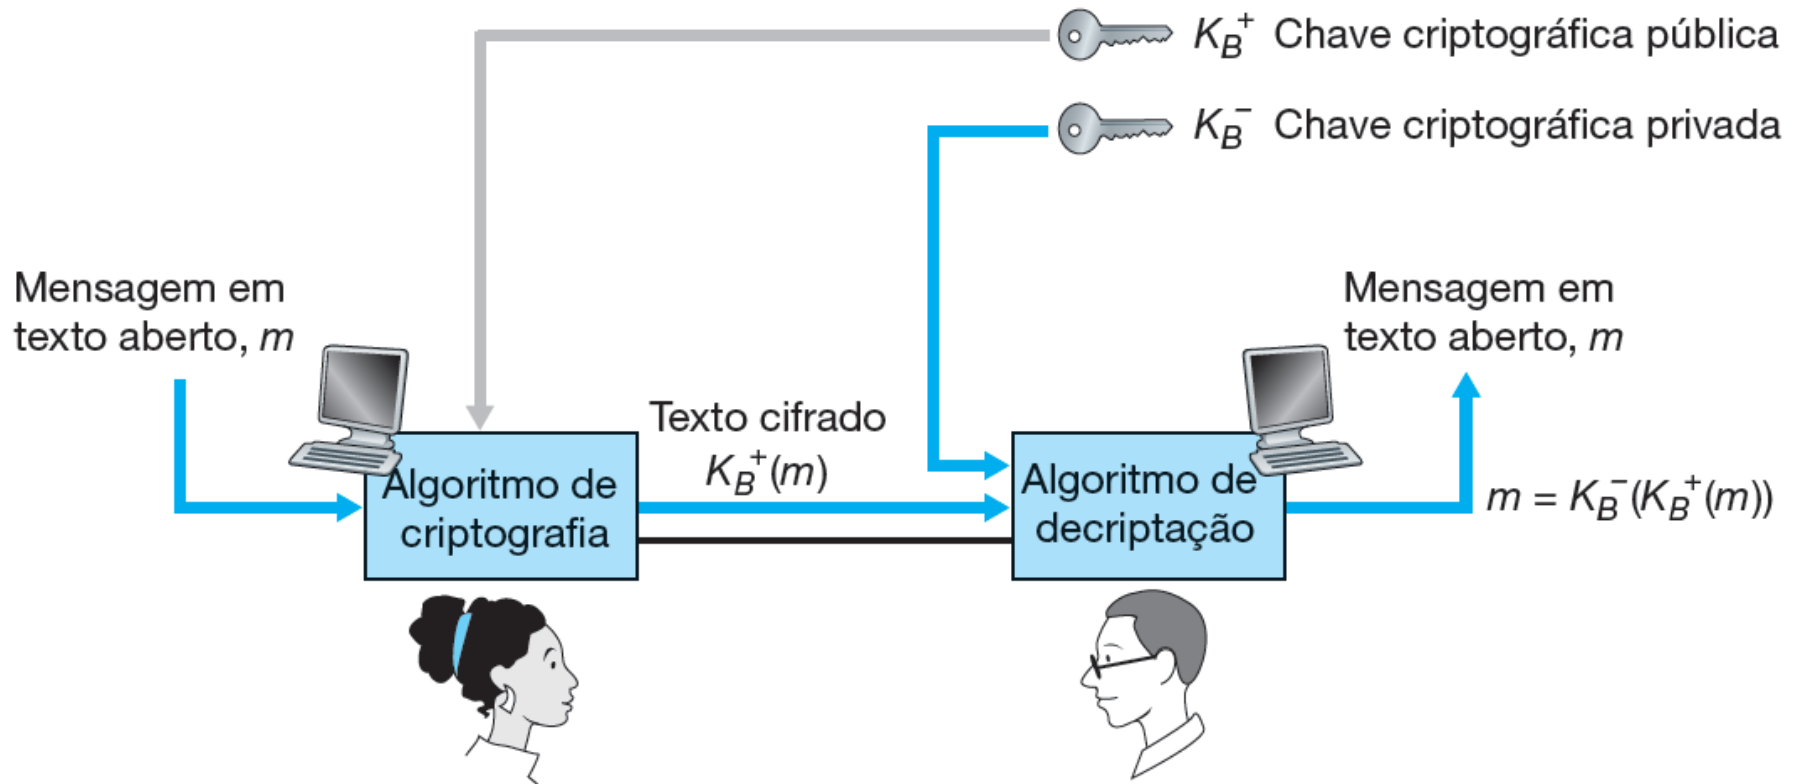 K_B^+ Chave criptográfica pública
K_B^- Chave criptográfica privada
Mensagem em
texto aberto, m
Mensagem em
texto aberto, m
Texto cifrado
K_B^+(m)
Algoritmo de
criptografia
Algoritmo de
decriptação
m = K_B^-(K_B^+(m))